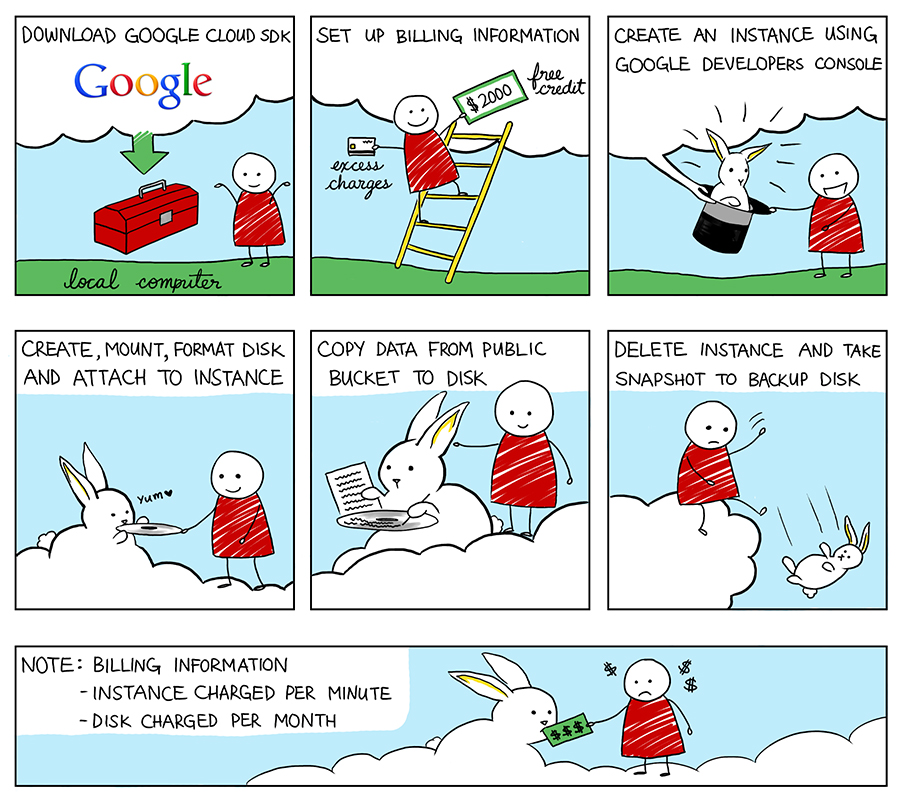 DOWNLOAD GOOGLE CLOUD SDK
Google
local computer
SET UP BILLING INFORMATION
$2000
free
credit
excess
charges
CREATE AN INSTANCE USING
GOOGLE DEVELOPERS CONSOLE
CREATE, MOUNT, FORMAT DISK
AND ATTACH TO INSTANCE
yum♥
COPY DATA FROM PUBLIC
BUCKET TO DISK
DELETE INSTANCE AND TAKE
SNAPSHOT TO BACKUP DISK
NOTE: BILLING INFORMATION
- INSTANCE CHARGED PER MINUTE
- DISK CHARGED PER MONTH
$$$
$ $
$